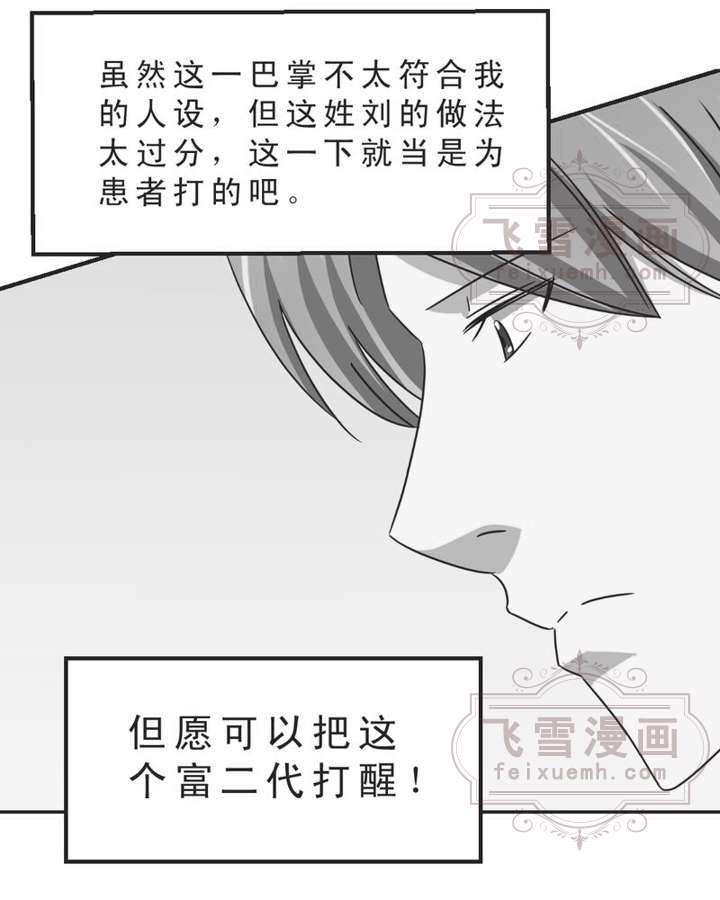 虽然这一巴掌不太符合我
的人设，但这姓刘的做法
太过分，这一下就当是为
患者打的吧。
飞雪漫画
feixuemh.com
但愿可以把这
个富二代打醒！
飞雪漫画
feixuemh.com